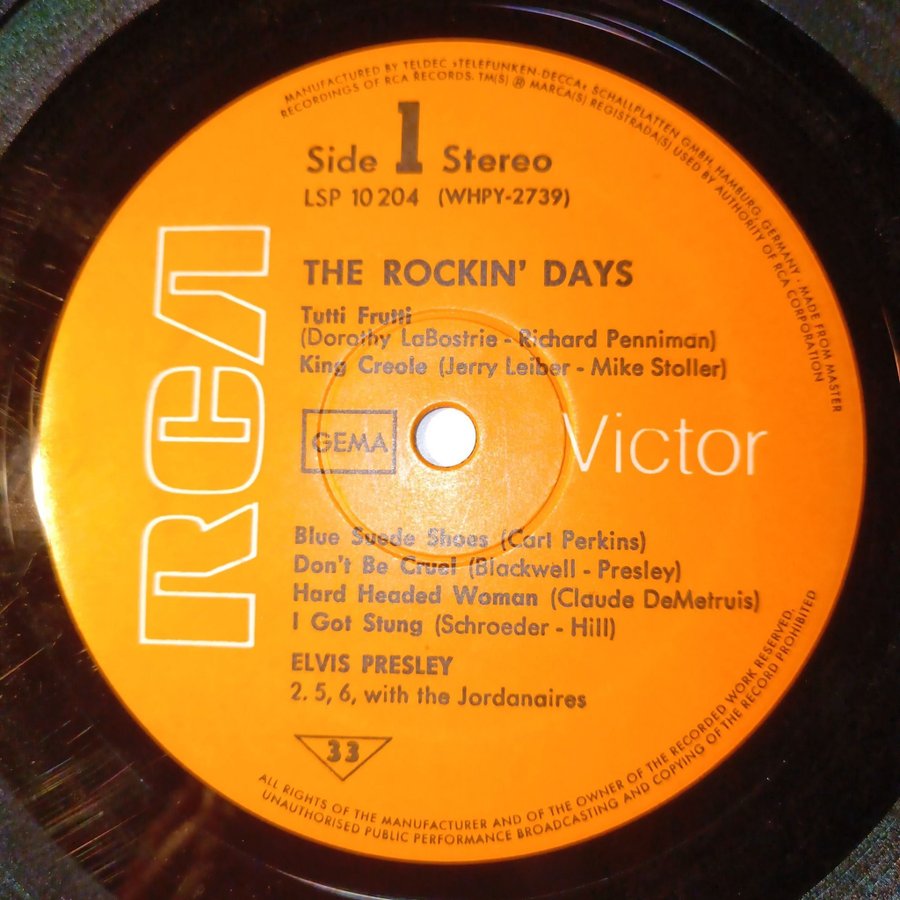 MANUFACTURED BY TELDEC »TELEFUNKEN-DECCA« SCHALLPLATTEN GMBH, HAMBURG, GERMANY · MADE FROM MASTER
RECORDINGS OF RCA RECORDS. TM(S) ® MARCA(S) REGISTRADA(S) USED BY AUTHORITY OF RCA CORPORATION
Side 1 Stereo
LSP 10 204 (WHPY-2739)
THE ROCKIN' DAYS
Tutti Frutti
(Dorothy LaBostrie - Richard Penniman)
King Creole (Jerry Leiber - Mike Stoller)
RCA
GEMA
Victor
Blue Suede Shoes (Carl Perkins)
Don't Be Cruel (Blackwell - Presley)
Hard Headed Woman (Claude DeMetruis)
I Got Stung (Schroeder - Hill)
ELVIS PRESLEY
2. 5, 6, with the Jordanaires
33
ALL RIGHTS OF THE MANUFACTURER AND OF THE OWNER OF THE RECORDED WORK RESERVED.
UNAUTHORISED PUBLIC PERFORMANCE BROADCASTING AND COPYING OF THE RECORD PROHIBITED